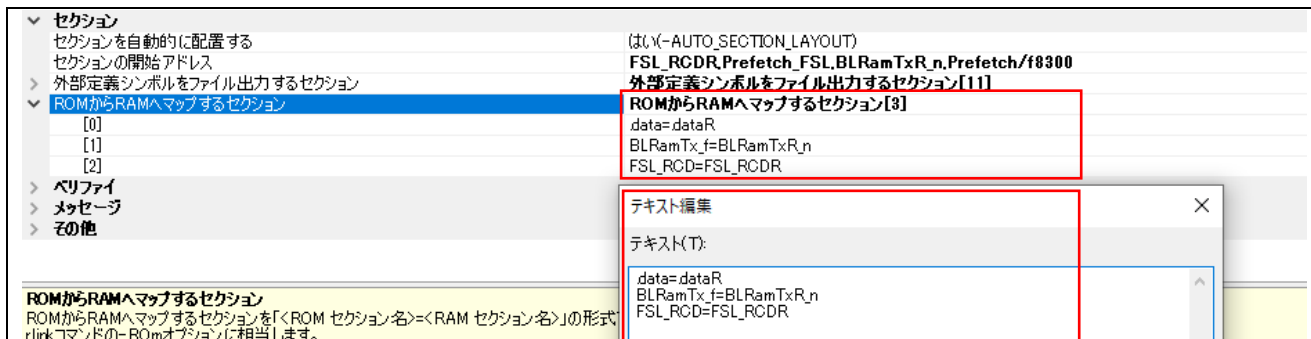 セクション
セクションを自動的に配置する はい(-AUTO_SECTION_LAYOUT)
セクションの開始アドレス FSL_RCDR,Prefetch_FSL,BLRamTxR_n,Prefetch/f8300
外部定義シンボルをファイル出力するセクション 外部定義シンボルをファイル出力するセクション[11]
ROMからRAMへマップするセクション ROMからRAMへマップするセクション[3]
[0] .data=.dataR
[1] BLRamTx_f=BLRamTxR_n
[2] FSL_RCD=FSL_RCDR
ベリファイ
メッセージ
その他
テキスト編集
テキスト(T):
.data=.dataR
BLRamTx_f=BLRamTxR_n
FSL_RCD=FSL_RCDR
ROMからRAMへマップするセクション
ROMからRAMへマップするセクションを「<ROM セクション名>=<RAM セクション名>」の形式
rlinkコマンドの-ROmオプションに相当します。